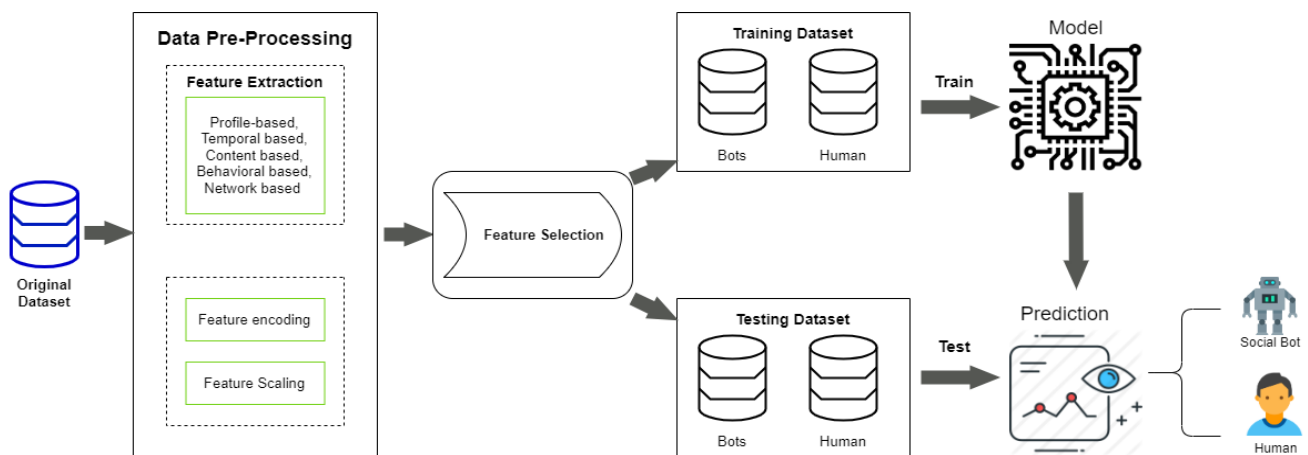 Original
Dataset
Data Pre-Processing
Feature Extraction
Profile-based,
Temporal based,
Content based,
Behavioral based,
Network based
Feature encoding
Feature Scaling
Feature Selection
Training Dataset
Bots
Human
Testing Dataset
Bots
Human
Train
Test
Model
Prediction
Social Bot
Human